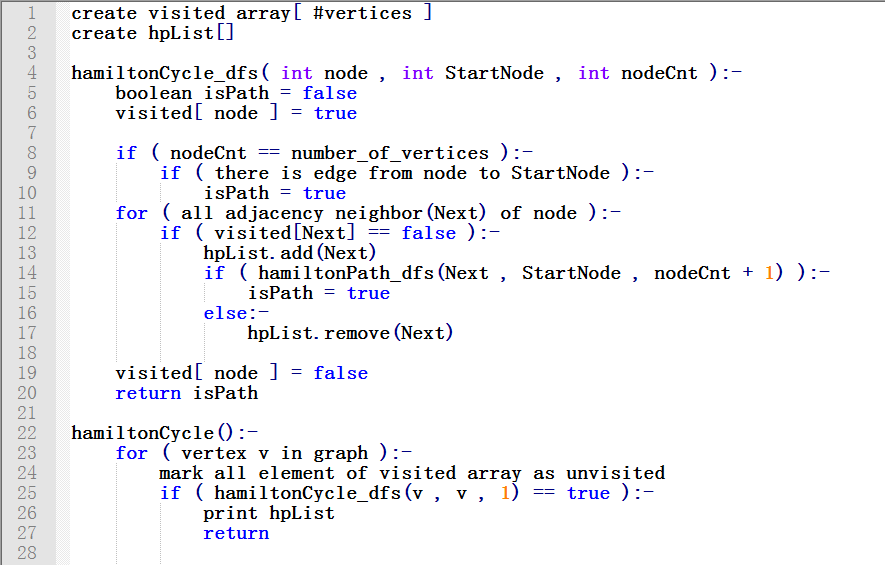 1 create visited array[ #vertices ]
2 create hpList[]
3
4 hamiltonCycle_dfs( int node , int StartNode , int nodeCnt ):-
5 boolean isPath = false
6 visited[ node ] = true
7
8 if ( nodeCnt == number_of_vertices ):-
9 if ( there is edge from node to StartNode ):-
10 isPath = true
11 for ( all adjacency neighbor(Next) of node ):-
12 if ( visited[Next] == false ):-
13 hpList.add(Next)
14 if ( hamiltonPath_dfs(Next , StartNode , nodeCnt + 1) ):-
15 isPath = true
16 else:-
17 hpList.remove(Next)
18
19 visited[ node ] = false
20 return isPath
21
22 hamiltonCycle():-
23 for ( vertex v in graph ):-
24 mark all element of visited array as unvisited
25 if ( hamiltonCycle_dfs(v , v , 1) == true ):-
26 print hpList
27 return
28